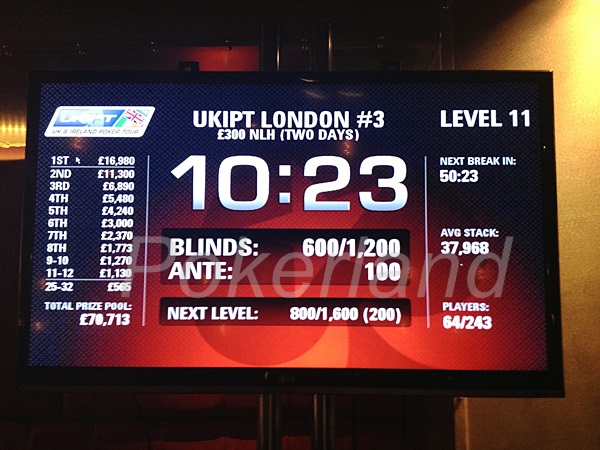 UKIPT
UK & IRELAND POKER TOUR
UKIPT LONDON #3
£300 NLH (TWO DAYS)
LEVEL 11
1ST £16,980
2ND £11,300
3RD £6,890
4TH £5,480
5TH £4,240
6TH £3,000
7TH £2,370
8TH £1,773
9-10 £1,270
11-12 £1,130
25-32 £565
TOTAL PRIZE POOL:
£70,713
10:23
BLINDS: 600/1,200
ANTE: 100
NEXT LEVEL: 800/1,600 (200)
NEXT BREAK IN:
50:23
AVG STACK:
37,968
PLAYERS:
64/243
Pokerland